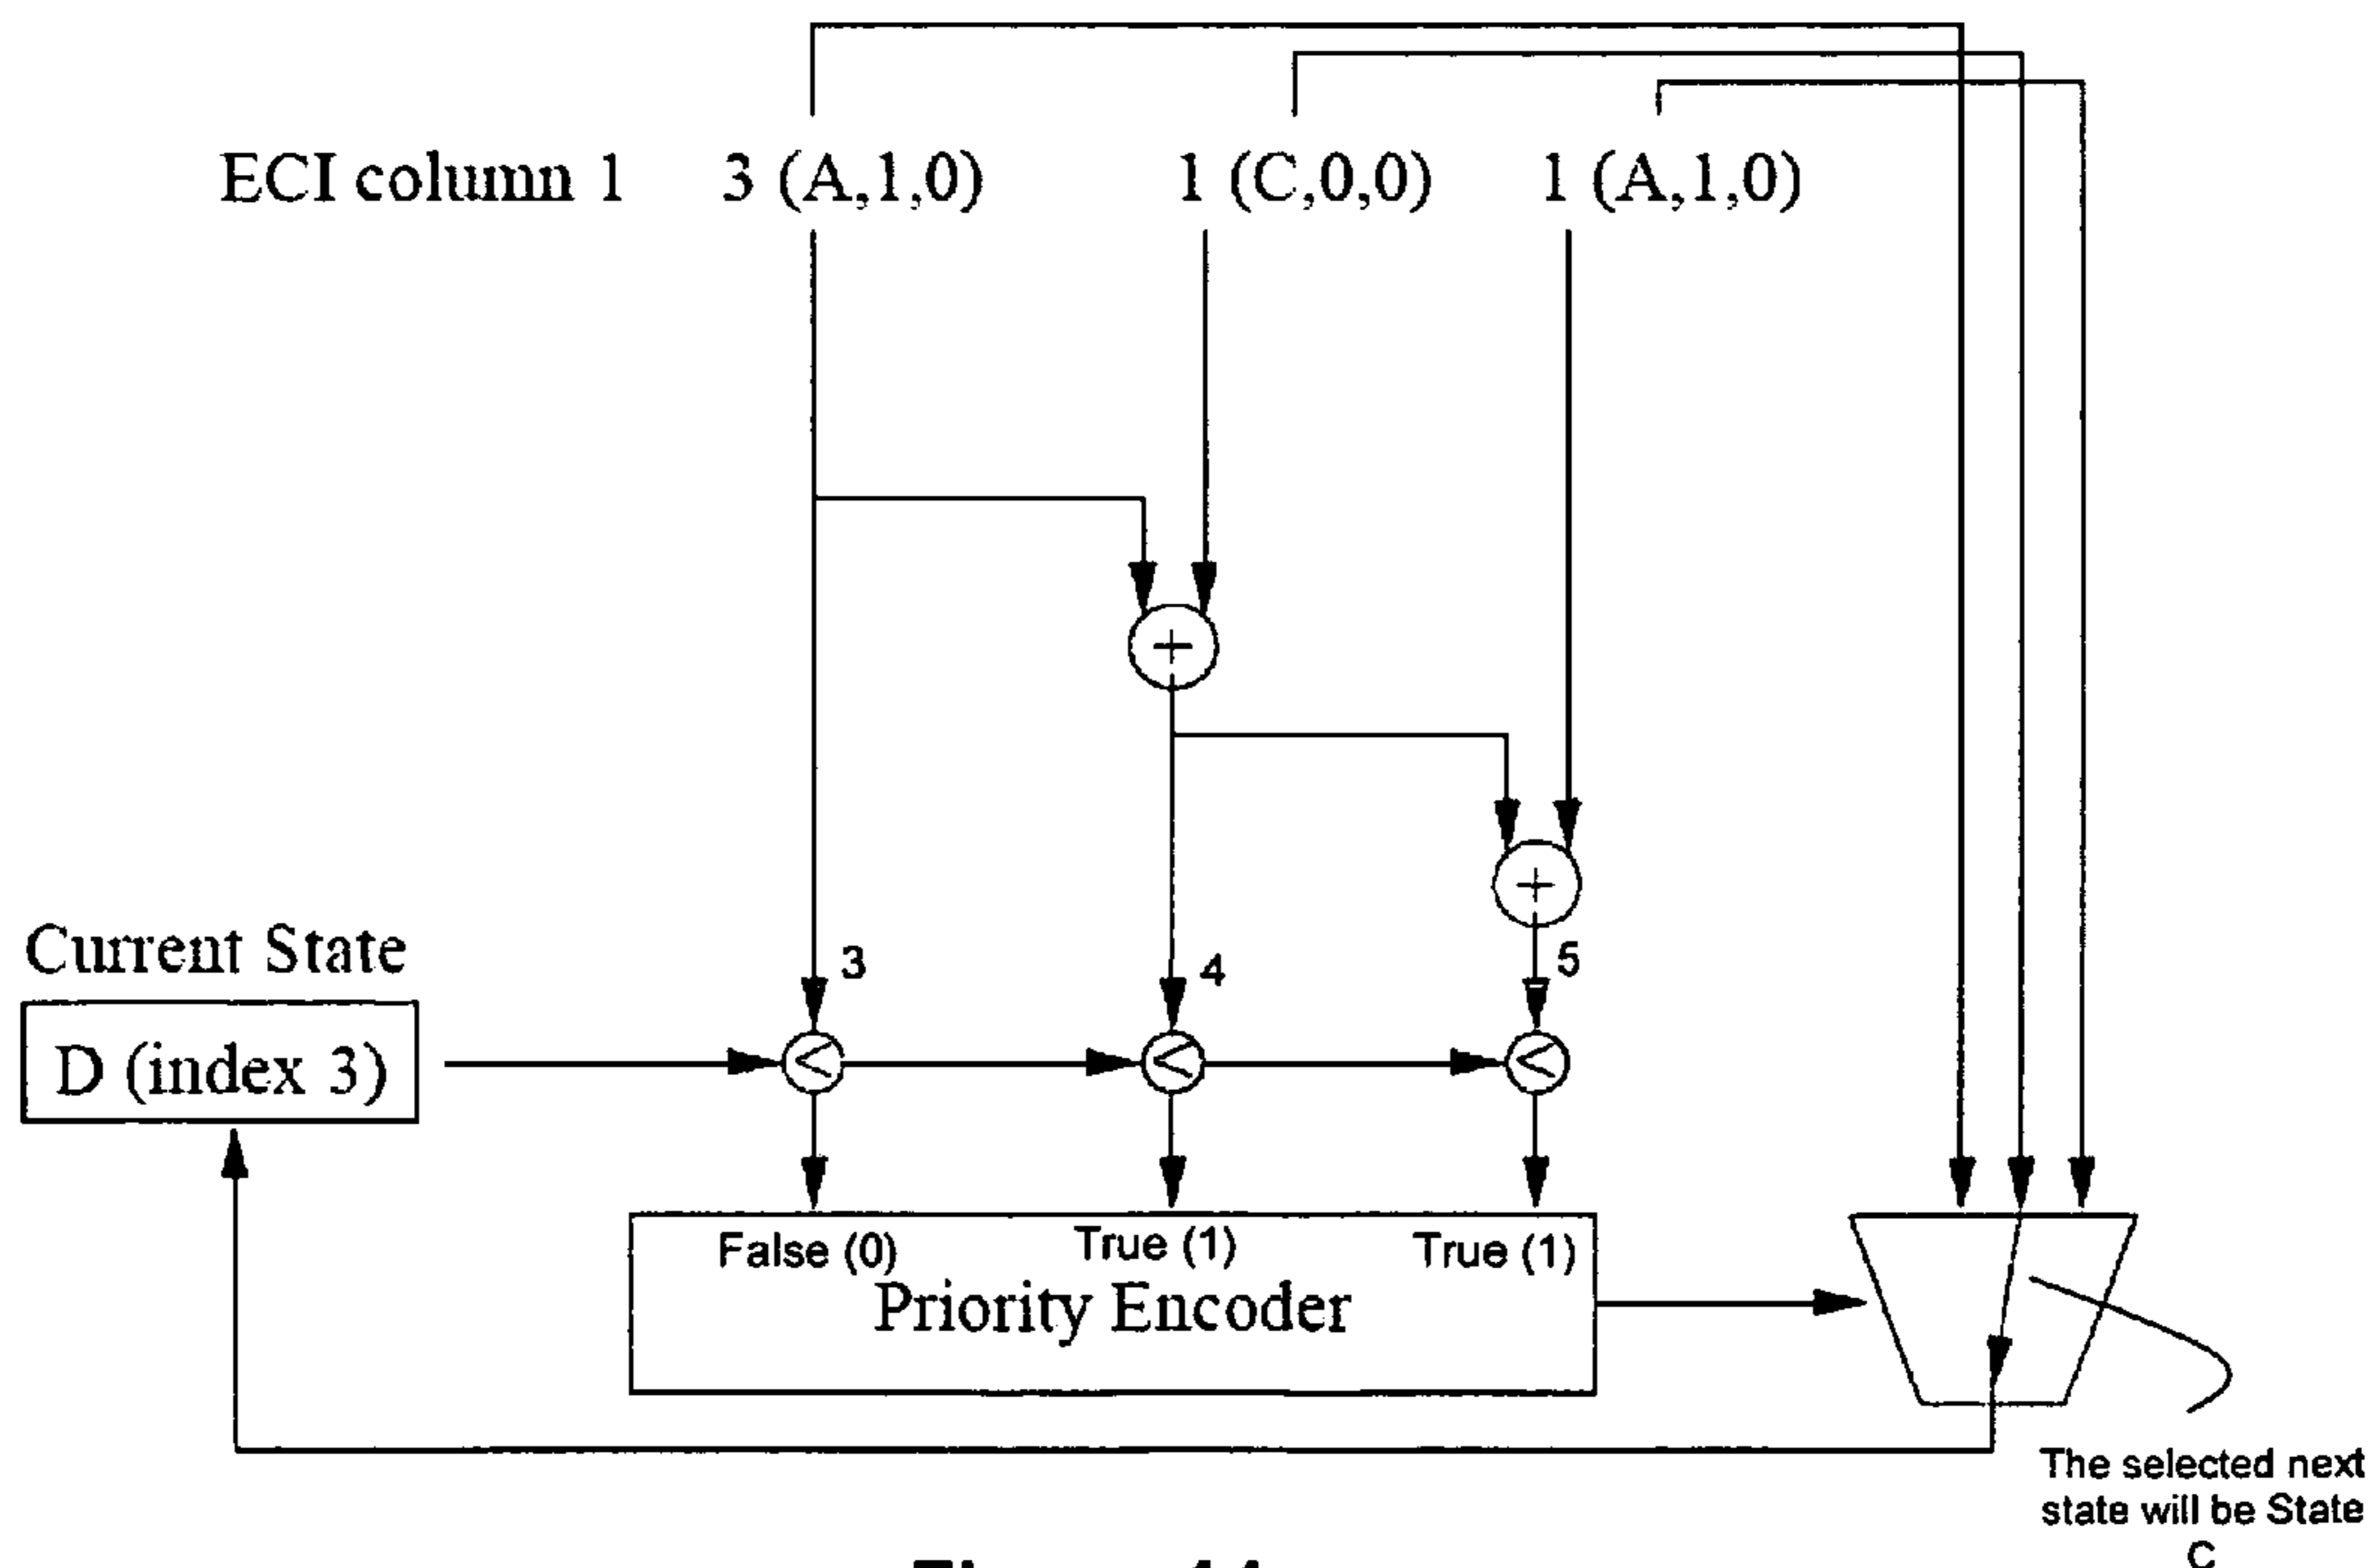 ECI column 1 3 (A,1,0) 1 (C,0,0) 1 (A,1,0)
+
+
Current State
3
4
5
D (index 3)
< < <
False (0) True (1) True (1)
Priority Encoder
The selected next
state will be State
C